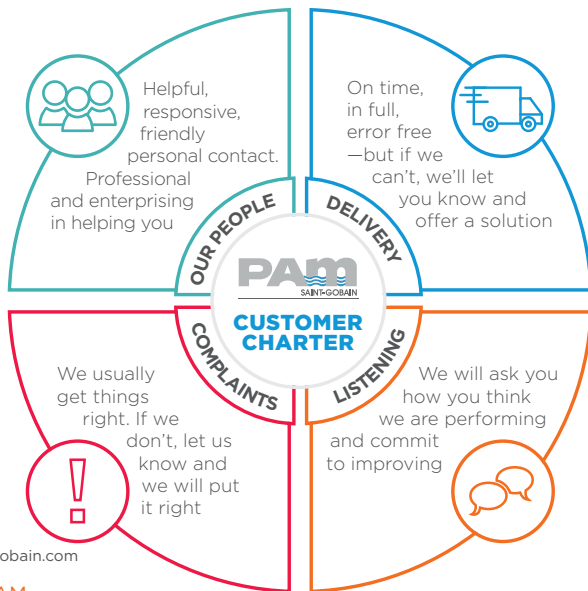 Helpful,
responsive,
friendly
personal contact.
Professional
and enterprising
in helping you
On time,
in full,
error free
—but if we
can't, we'll let
you know and
offer a solution
OUR PEOPLE
DELIVERY
PAM
SAINT-GOBAIN
CUSTOMER
CHARTER
COMPLAINTS
LISTENING
We usually
get things
right. If we
don't, let us
know and
we will put
it right
We will ask you
how you think
we are performing
and commit
to improving
obain.com